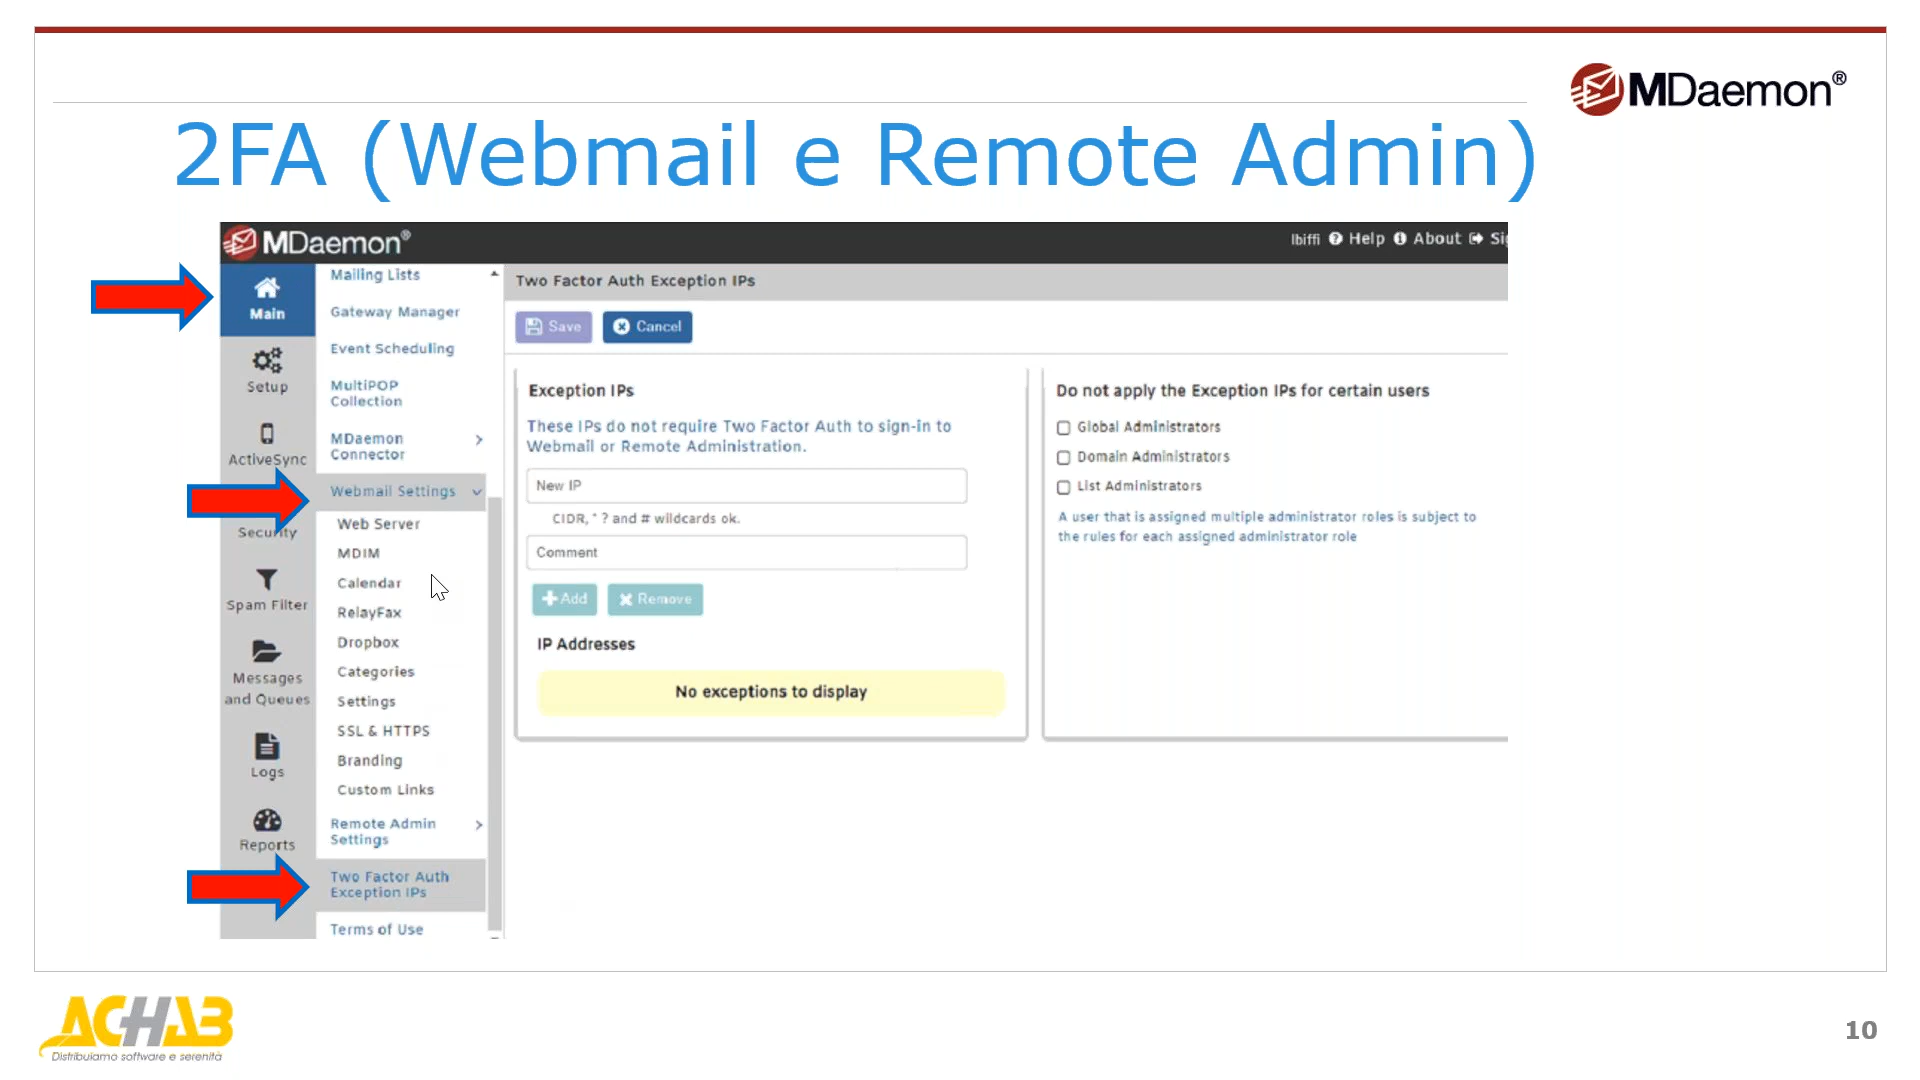 MDaemon®
2FA (Webmail e Remote Admin)
MDaemon®
lbiffi Help About Si
Main
Setup
ActiveSync
Security
Spam Filter
Messages
and Queues
Logs
Reports
Mailing Lists
Gateway Manager
Event Scheduling
MultiPOP
Collection
MDaemon
Connector
Webmail Settings
Web Server
MDIM
Calendar
RelayFax
Dropbox
Categories
Settings
SSL & HTTPS
Branding
Custom Links
Remote Admin
Settings
Two Factor Auth
Exception IPs
Terms of Use
Two Factor Auth Exception IPs
Save Cancel
Exception IPs
These IPs do not require Two Factor Auth to sign-in to
Webmail or Remote Administration.
New IP
CIDR, * ? and # wildcards ok.
Comment
Add Remove
IP Addresses
No exceptions to display
Do not apply the Exception IPs for certain users
Global Administrators
Domain Administrators
List Administrators
A user that is assigned multiple administrator roles is subject to
the rules for each assigned administrator role
ACHAB
Distribuiamo software e serenità
10